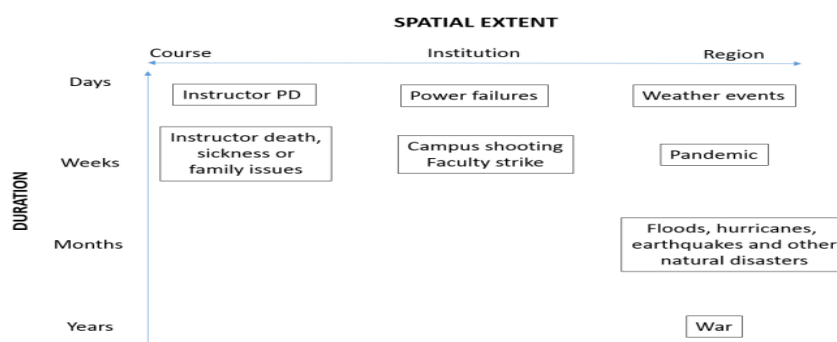 SPATIAL EXTENT
Course Institution Region
Days
Instructor PD
Power failures
Weather events
DURATION
Weeks
Instructor death,
sickness or
family issues
Campus shooting
Faculty strike
Pandemic
Months
Floods, hurricanes,
earthquakes and other
natural disasters
Years
War